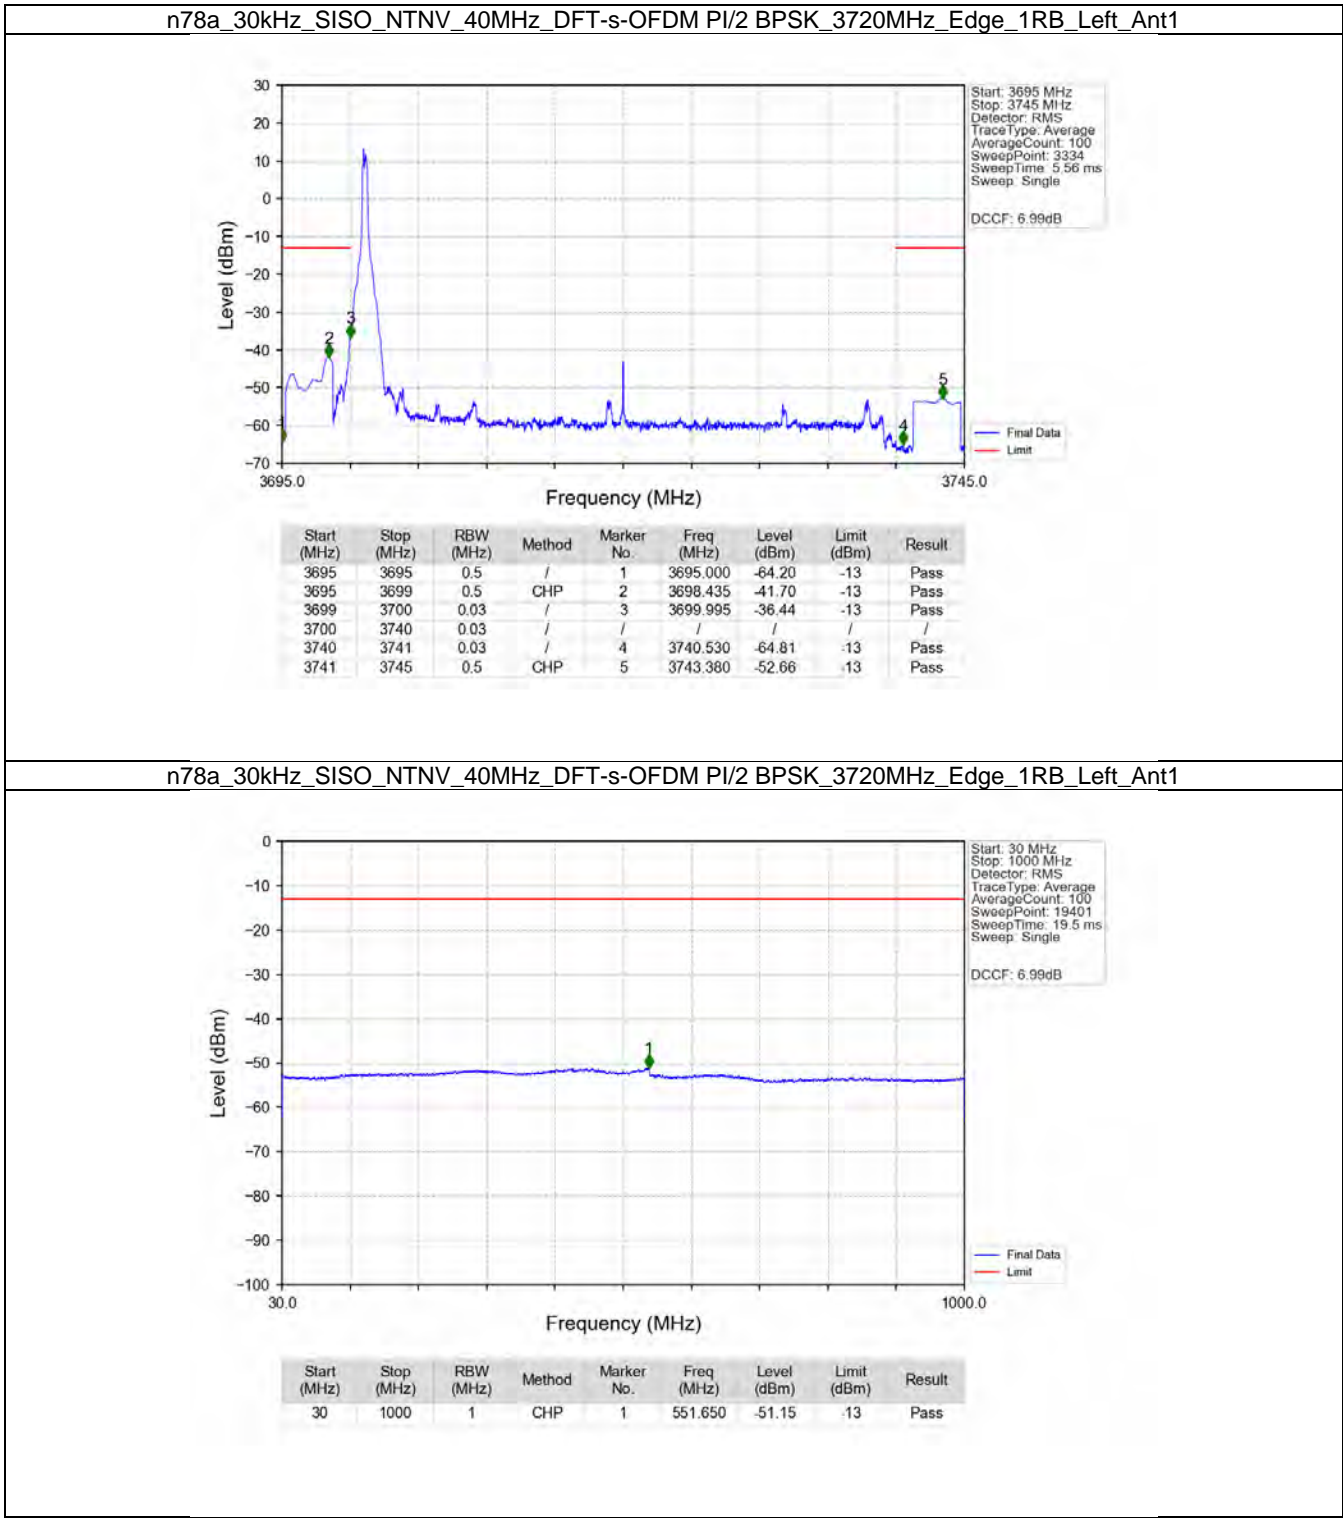 n78a_30kHz_SISO_NTNV_40MHz_DFT-s-OFDM PI/2 BPSK_3720MHz_Edge_1RB_Left_Ant1
Start: 3695 MHz
Stop: 3745 MHz
Detector: RMS
TraceType: Average
AverageCount: 100
SweepPoint: 3334
SweepTime: 5.56 ms
Sweep: Single
DCCF: 6.99dB
30
20
10
0
−10
−20
−30
−40
−50
−60
−70
Level (dBm)
2
3
4
5
Final Data
Limit
3695.0 3745.0
Frequency (MHz)
Start (MHz) Stop (MHz) RBW (MHz) Method Marker No. Freq (MHz) Level (dBm) Limit (dBm) Result
3695 3695 0.5 / 1 3695.000 -64.20 -13 Pass
3695 3699 0.5 CHP 2 3698.435 -41.70 -13 Pass
3699 3700 0.03 / 3 3699.995 -36.44 -13 Pass
3700 3740 0.03 / / / / / /
3740 3741 0.03 / 4 3740.530 -64.81 -13 Pass
3741 3745 0.5 CHP 5 3743.380 -52.66 -13 Pass
n78a_30kHz_SISO_NTNV_40MHz_DFT-s-OFDM PI/2 BPSK_3720MHz_Edge_1RB_Left_Ant1
Start: 30 MHz
Stop: 1000 MHz
Detector: RMS
TraceType: Average
AverageCount: 100
SweepPoint: 19401
SweepTime: 19.5 ms
Sweep: Single
DCCF: 6.99dB
0
−10
−20
−30
−40
−50
−60
−70
−80
−90
−100
Level (dBm)
1
Final Data
Limit
30.0 1000.0
Frequency (MHz)
Start (MHz) Stop (MHz) RBW (MHz) Method Marker No. Freq (MHz) Level (dBm) Limit (dBm) Result
30 1000 1 CHP 1 551.650 -51.15 -13 Pass